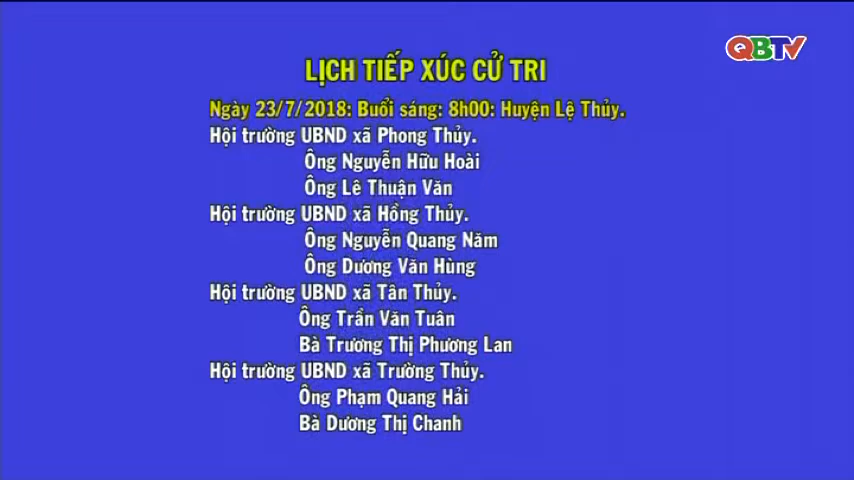 QBTV
LỊCH TIẾP XÚC CỬ TRI
Ngày 23/7/2018: Buổi sáng: 8h00: Huyện Lệ Thủy.
Hội trường UBND xã Phong Thủy.
Ông Nguyễn Hữu Hoài
Ông Lê Thuận Văn
Hội trường UBND xã Hồng Thủy.
Ông Nguyễn Quang Năm
Ông Dương Văn Hùng
Hội trường UBND xã Tân Thủy.
Ông Trần Văn Tuân
Bà Trương Thị Phương Lan
Hội trường UBND xã Trường Thủy.
Ông Phạm Quang Hải
Bà Dương Thị Chanh